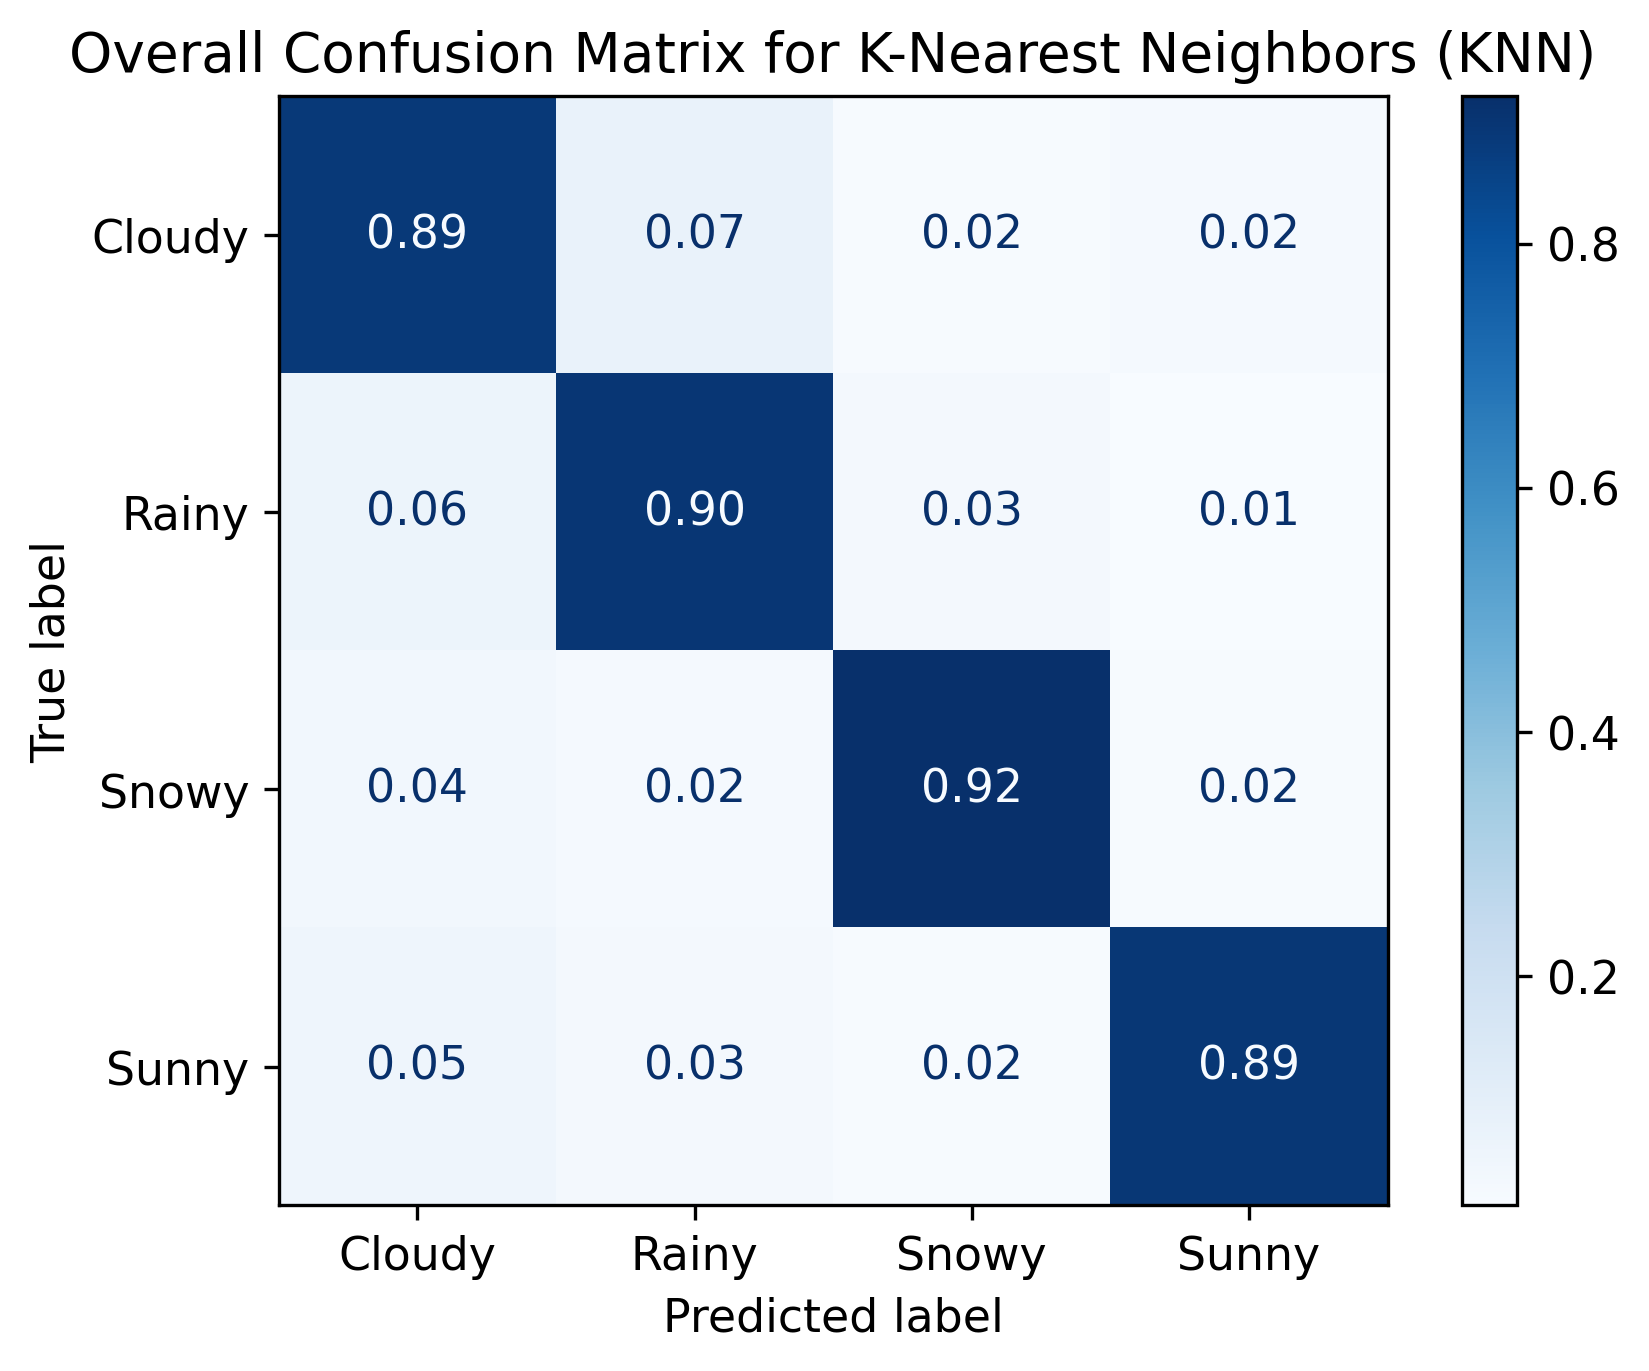 Overall Confusion Matrix for K-Nearest Neighbors (KNN)
Cloudy 0.89 0.07 0.02 0.02
Rainy 0.06 0.90 0.03 0.01
Snowy 0.04 0.02 0.92 0.02
Sunny 0.05 0.03 0.02 0.89
Cloudy Rainy Snowy Sunny
Predicted label
True label
0.8
0.6
0.4
0.2